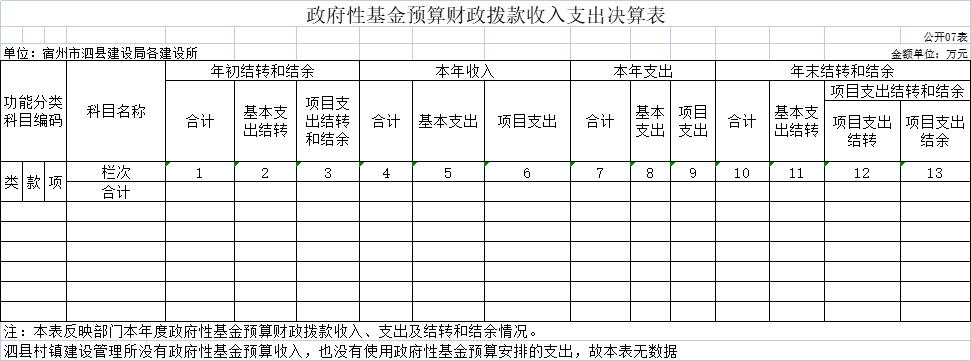 政府性基金预算财政拨款收入支出决算表
公开07表
单位：宿州市泗县建设局各建设所 金额单位：万元
功能分类科目编码 科目名称 年初结转和结余 本年收入 本年支出 年末结转和结余
合计 基本支出结转 项目支出结转和结余 合计 基本支出 项目支出 合计 基本支出 项目支出 合计 基本支出结转 项目支出结转和结余
项目支出结转 项目支出结余
类 款 项 栏次 1 2 3 4 5 6 7 8 9 10 11 12 13
合计
注：本表反映部门本年度政府性基金预算财政拨款收入、支出及结转和结余情况。
泗县村镇建设管理所没有政府性基金预算收入，也没有使用政府性基金预算安排的支出，故本表无数据